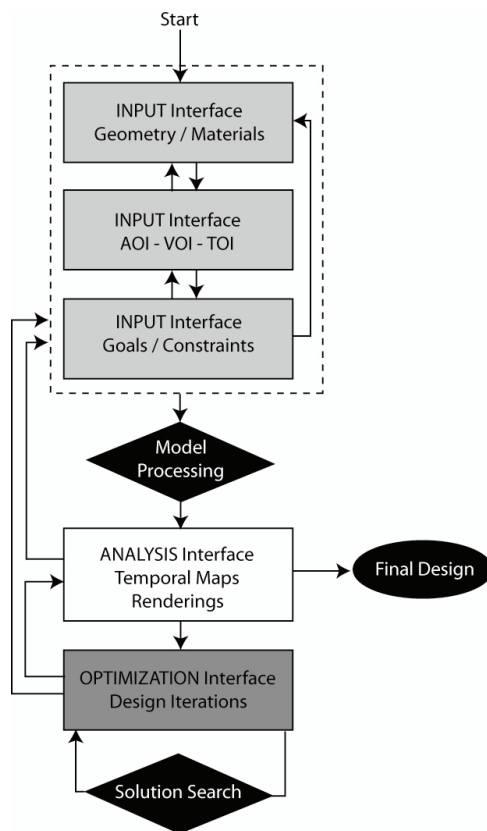 Start
INPUT Interface
Geometry / Materials
INPUT Interface
AOI - VOI - TOI
INPUT Interface
Goals / Constraints
Model
Processing
ANALYSIS Interface
Temporal Maps
Renderings
Final Design
OPTIMIZATION Interface
Design Iterations
Solution Search